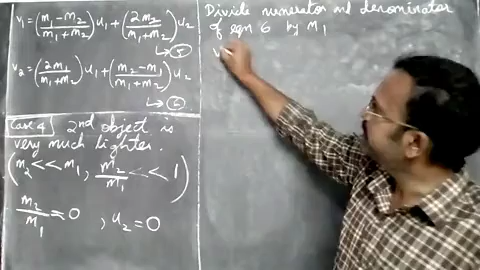 v₁ = (m₁ - m₂ / m₁ + m₂) u₁ + (2m₂ / m₁ + m₂) u₂
↳ 5
v₂ = (2m₁ / m₁ + m₂) u₁ + (m₂ - m₁ / m₁ + m₂) u₂
↳ 6
Case 4 2nd object is
very much lighter.
(m₂ << m₁, m₂/m₁ << 1)
m₂/m₁ = 0, u₂ = 0
Divide numerator and denominator
of eqn 6 by m₁